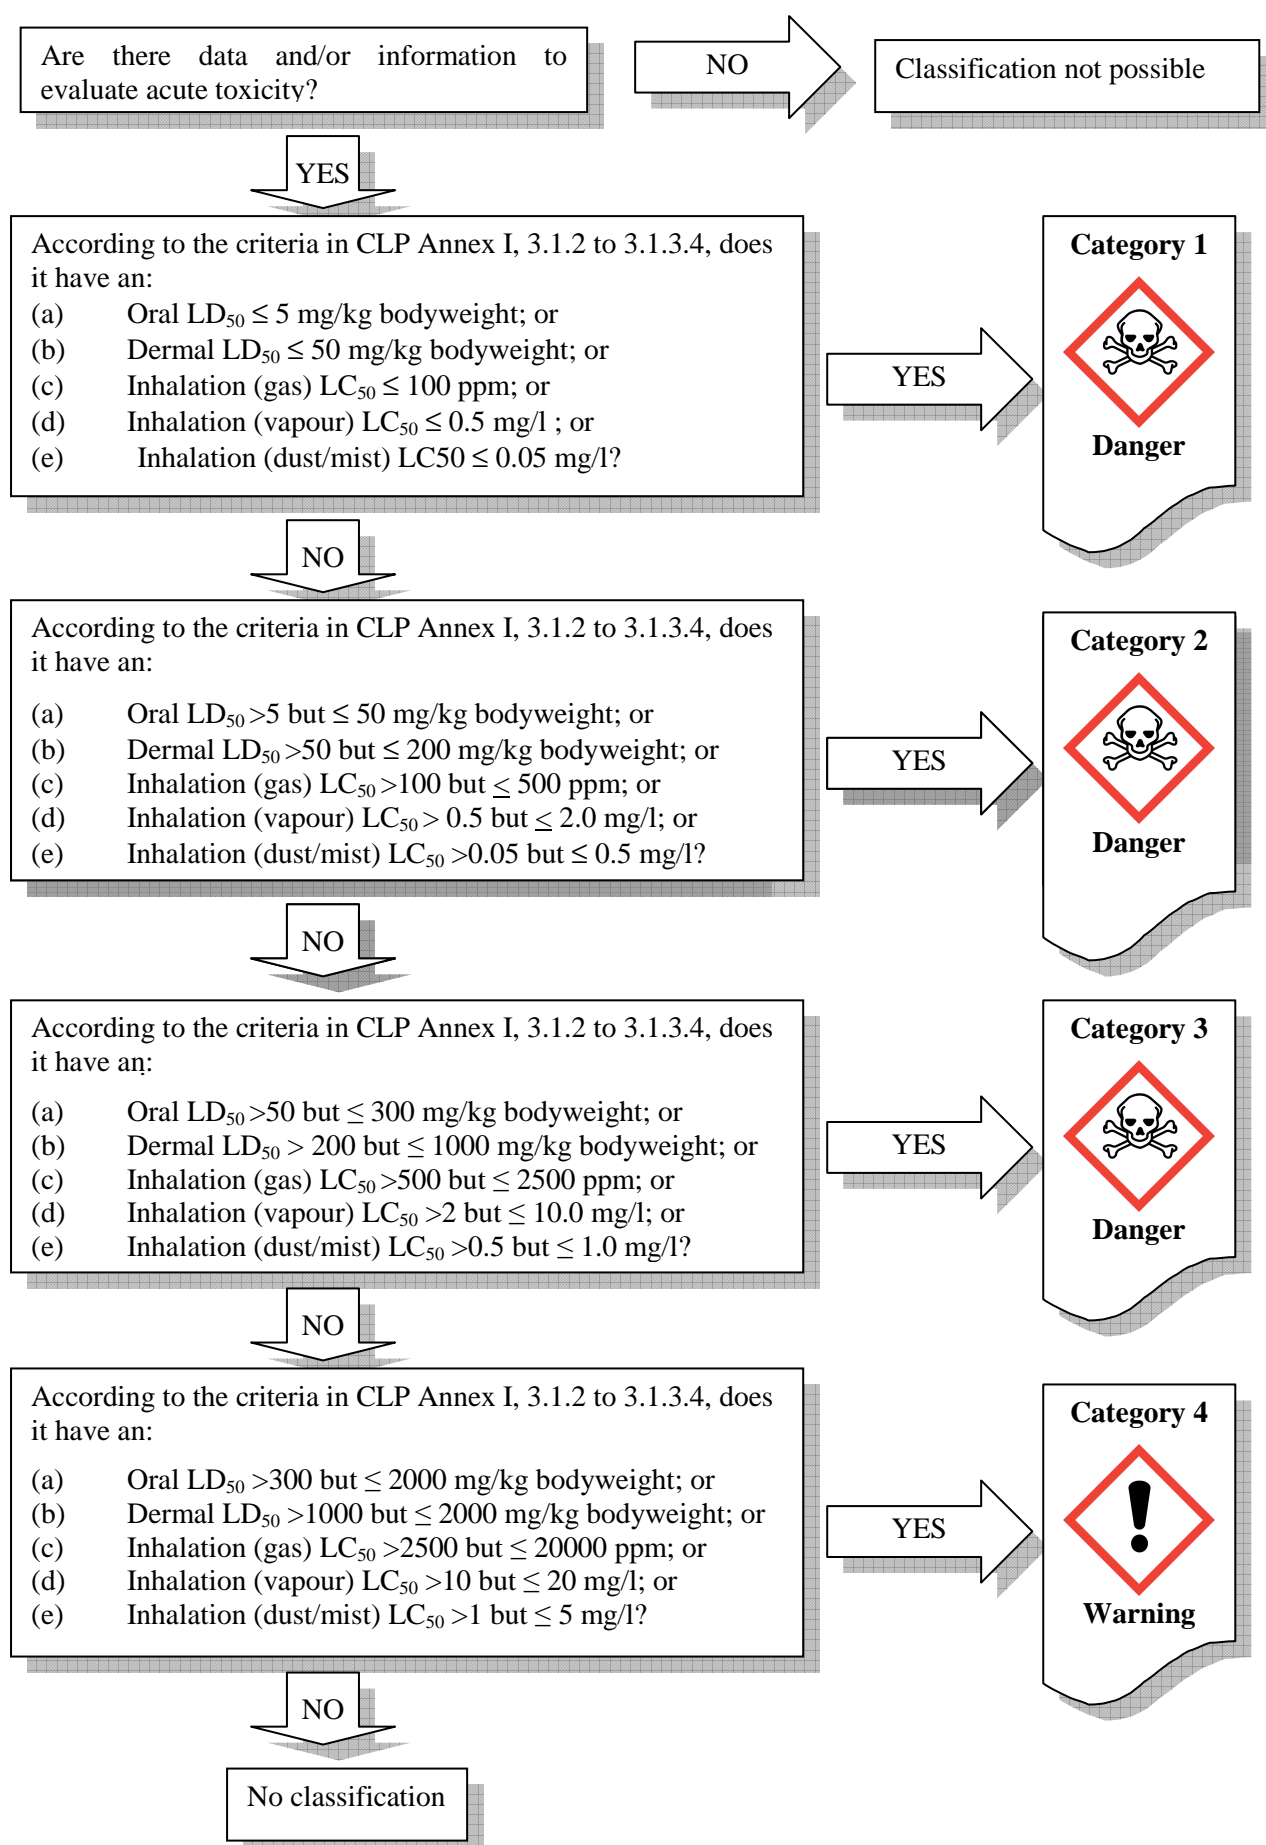 Are there data and/or information to
evaluate acute toxicity?
NO
Classification not possible
YES
According to the criteria in CLP Annex I, 3.1.2 to 3.1.3.4, does
it have an:
(a) Oral LD50 ≤ 5 mg/kg bodyweight; or
(b) Dermal LD50 ≤ 50 mg/kg bodyweight; or
(c) Inhalation (gas) LC50 ≤ 100 ppm; or
(d) Inhalation (vapour) LC50 ≤ 0.5 mg/l ; or
(e) Inhalation (dust/mist) LC50 ≤ 0.05 mg/l?
YES
Category 1
Danger
NO
According to the criteria in CLP Annex I, 3.1.2 to 3.1.3.4, does
it have an:
(a) Oral LD50 >5 but ≤ 50 mg/kg bodyweight; or
(b) Dermal LD50 >50 but ≤ 200 mg/kg bodyweight; or
(c) Inhalation (gas) LC50 >100 but ≤ 500 ppm; or
(d) Inhalation (vapour) LC50 > 0.5 but ≤ 2.0 mg/l; or
(e) Inhalation (dust/mist) LC50 >0.05 but ≤ 0.5 mg/l?
YES
Category 2
Danger
NO
According to the criteria in CLP Annex I, 3.1.2 to 3.1.3.4, does
it have an:
(a) Oral LD50 >50 but ≤ 300 mg/kg bodyweight; or
(b) Dermal LD50 > 200 but ≤ 1000 mg/kg bodyweight; or
(c) Inhalation (gas) LC50 >500 but ≤ 2500 ppm; or
(d) Inhalation (vapour) LC50 >2 but ≤ 10.0 mg/l; or
(e) Inhalation (dust/mist) LC50 >0.5 but ≤ 1.0 mg/l?
YES
Category 3
Danger
NO
According to the criteria in CLP Annex I, 3.1.2 to 3.1.3.4, does
it have an:
(a) Oral LD50 >300 but ≤ 2000 mg/kg bodyweight; or
(b) Dermal LD50 >1000 but ≤ 2000 mg/kg bodyweight; or
(c) Inhalation (gas) LC50 >2500 but ≤ 20000 ppm; or
(d) Inhalation (vapour) LC50 >10 but ≤ 20 mg/l; or
(e) Inhalation (dust/mist) LC50 >1 but ≤ 5 mg/l?
YES
Category 4
Warning
NO
No classification